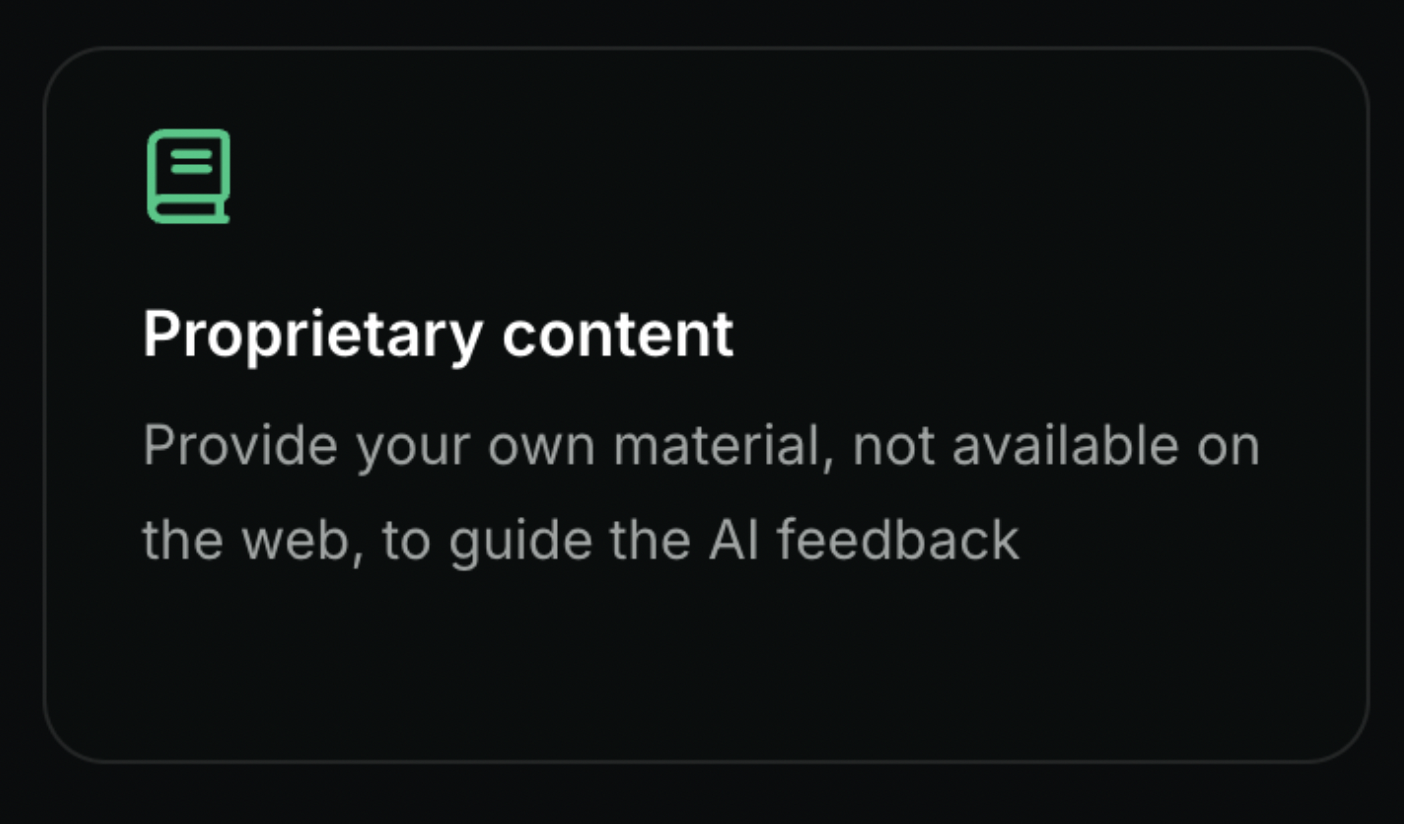 Proprietary content
Provide your own material, not available on
the web, to guide the AI feedback